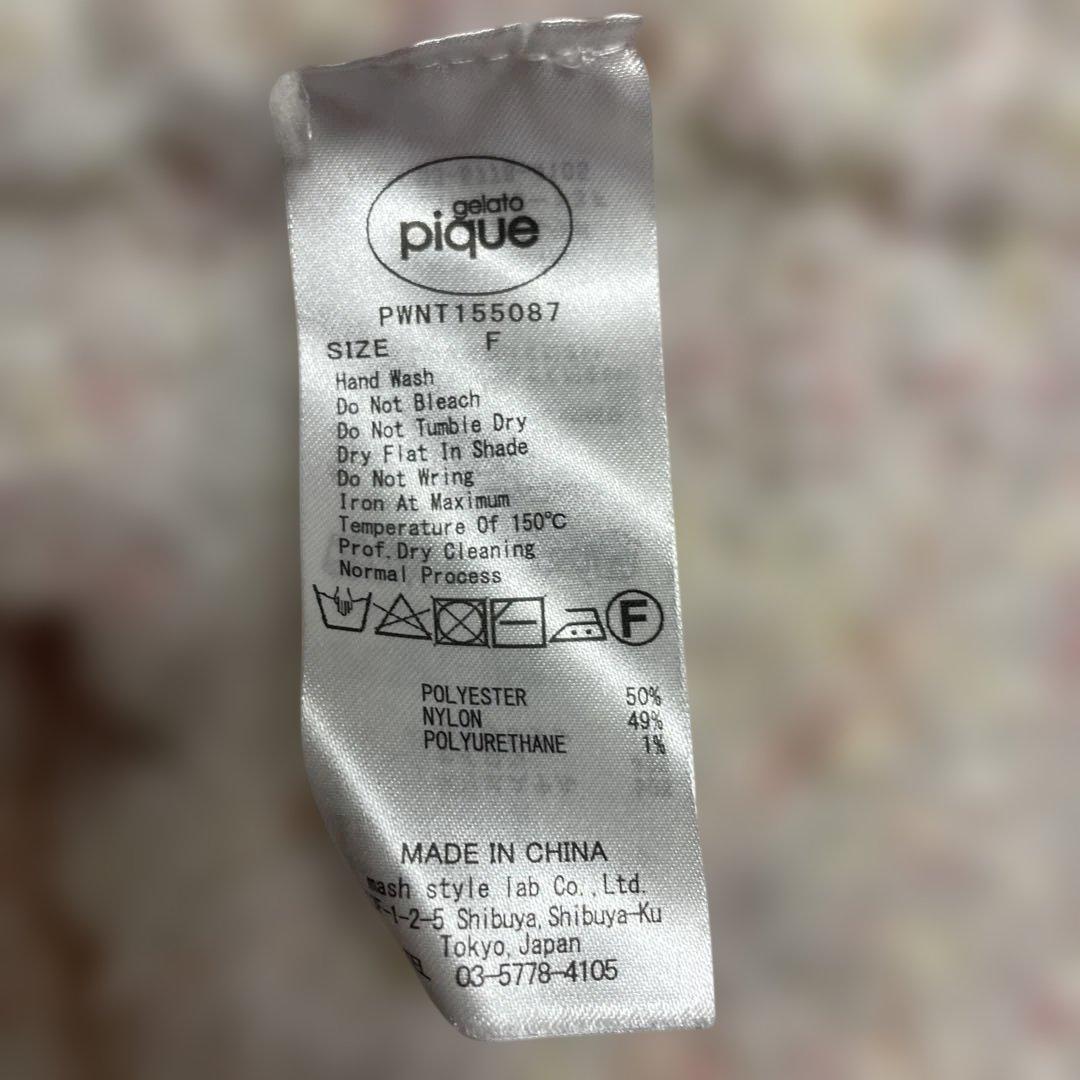 gelato
pique
PWNT155087
SIZE F
Hand Wash
Do Not Bleach
Do Not Tumble Dry
Dry Flat In Shade
Do Not Wring
Iron At Maximum
Temperature Of 150℃
Prof. Dry Cleaning
Normal Process
F
POLYESTER 50%
NYLON 49%
POLYURETHANE 1%
MADE IN CHINA
mash style lab Co.,Ltd.
-1-2-5 Shibuya, Shibuya-Ku
Tokyo, Japan
03-5778-4105